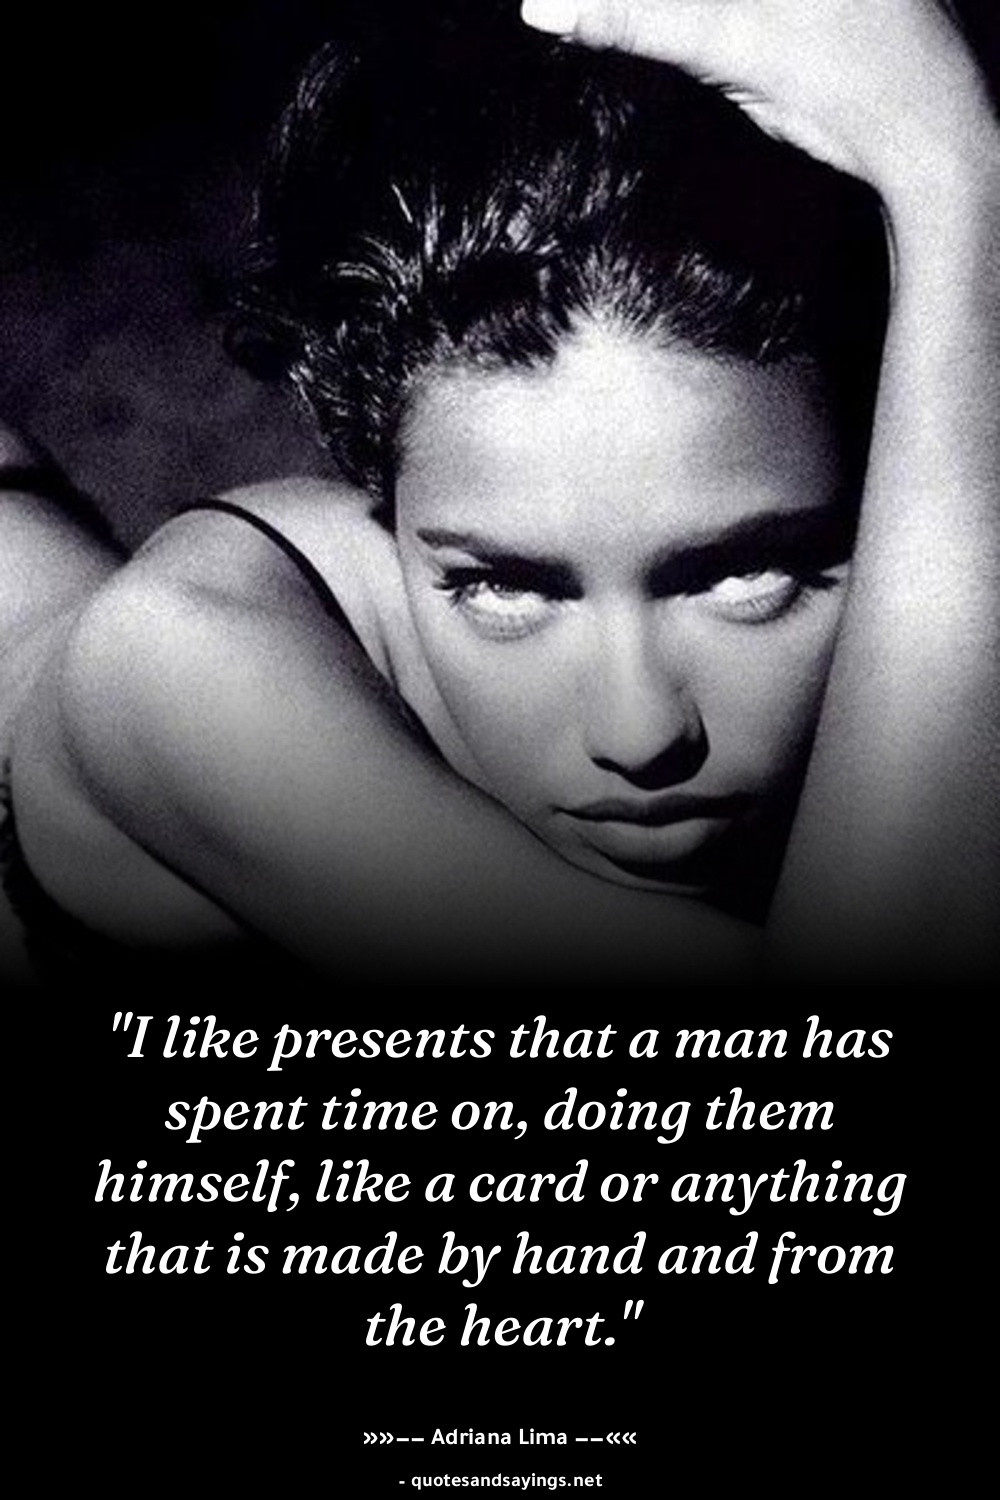 "I like presents that a man has
spent time on, doing them
himself, like a card or anything
that is made by hand and from
the heart."
»»−− Adriana Lima −−««
- quotesandsayings.net